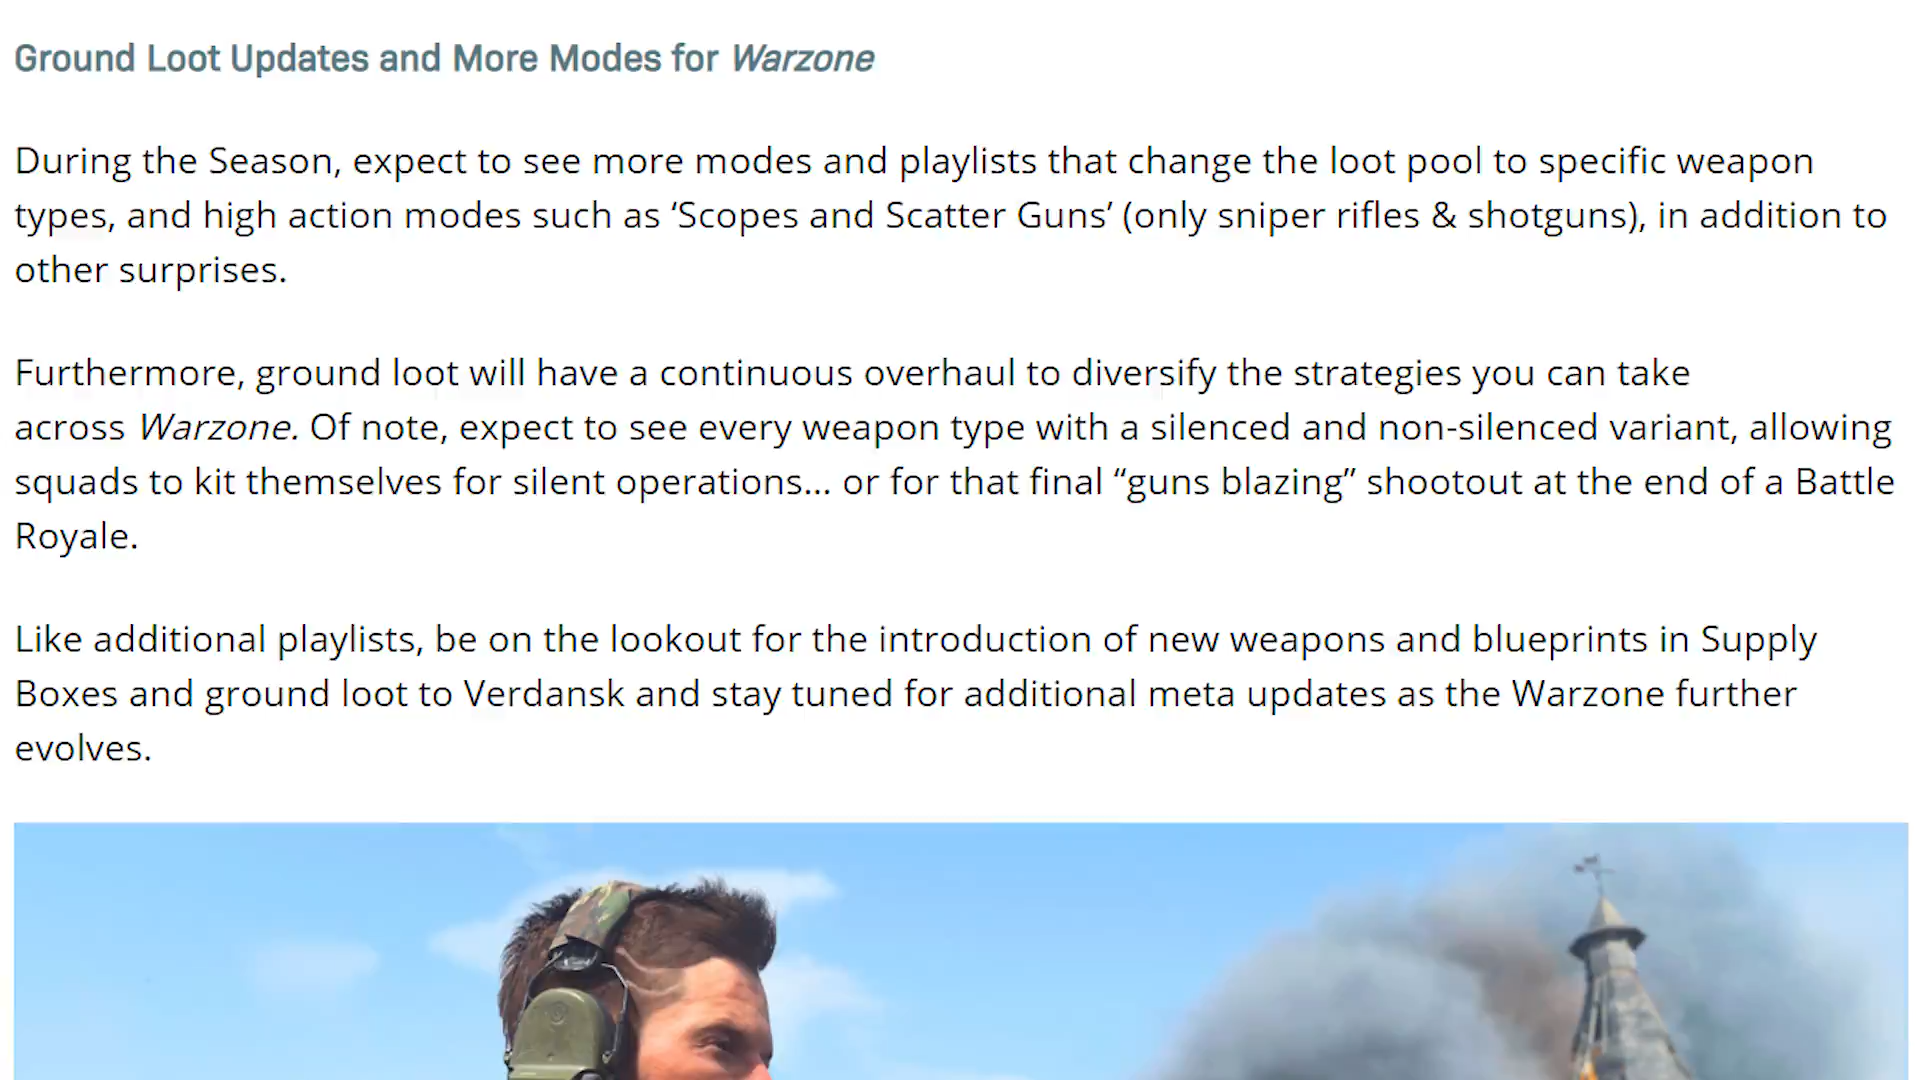 Ground Loot Updates and More Modes for Warzone
During the Season, expect to see more modes and playlists that change the loot pool to specific weapon
types, and high action modes such as ‘Scopes and Scatter Guns’ (only sniper rifles & shotguns), in addition to
other surprises.
Furthermore, ground loot will have a continuous overhaul to diversify the strategies you can take
across Warzone. Of note, expect to see every weapon type with a silenced and non-silenced variant, allowing
squads to kit themselves for silent operations... or for that final “guns blazing” shootout at the end of a Battle
Royale.
Like additional playlists, be on the lookout for the introduction of new weapons and blueprints in Supply
Boxes and ground loot to Verdansk and stay tuned for additional meta updates as the Warzone further
evolves.